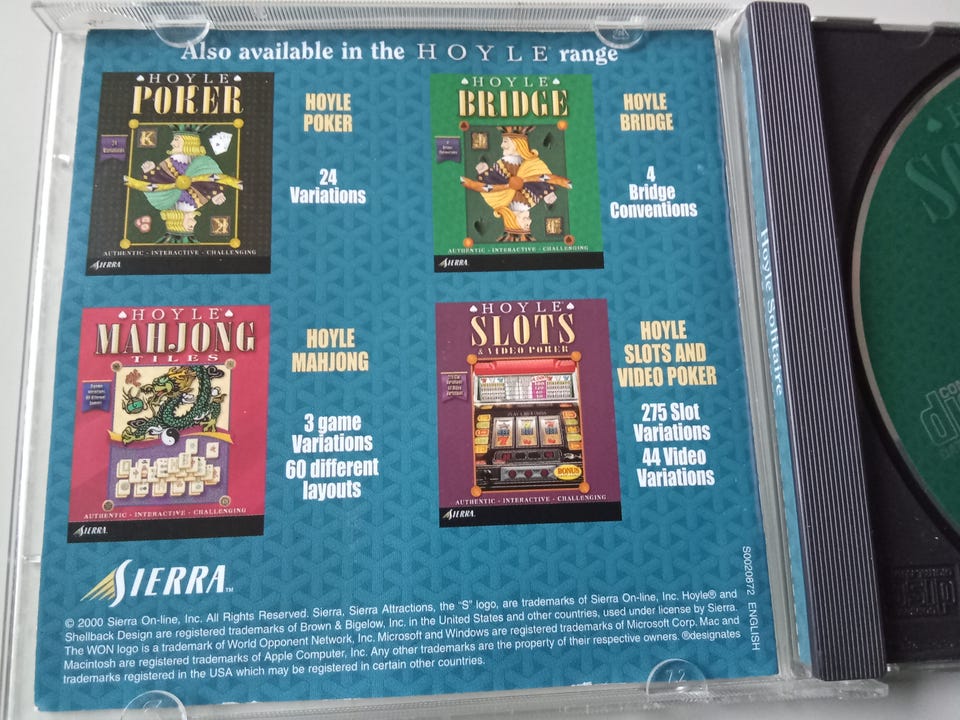 Also available in the HOYLE® range
HOYLE
POKER
24
Variations
K
K
AUTHENTIC - INTERACTIVE - CHALLENGING
SIERRA
HOYLE
POKER
24
Variations
HOYLE
BRIDGE
4
AUTHENTIC - INTERACTIVE - CHALLENGING
SIERRA
HOYLE
BRIDGE
4
Bridge
Conventions
HOYLE
MAHJONG
TILES
AUTHENTIC - INTERACTIVE - CHALLENGING
SIERRA
HOYLE
MAHJONG
3 game
Variations
60 different
layouts
HOYLE
SLOTS
& VIDEO POKER
7 7 7
BONUS
AUTHENTIC - INTERACTIVE - CHALLENGING
SIERRA
HOYLE
SLOTS AND
VIDEO POKER
275 Slot
Variations
44 Video
Variations
SIERRA™
© 2000 Sierra On-line, Inc. All Rights Reserved. Sierra, Sierra Attractions, the "S" logo, are trademarks of Sierra On-line, Inc. Hoyle® and
Shellback Design are registered trademarks of Brown & Bigelow, Inc. in the United States and other countries, used under license by Sierra.
The WON logo is a trademark of World Opponent Network, Inc. Microsoft and Windows are registered trademarks of Microsoft Corp. Mac and
Macintosh are registered trademarks of Apple Computer, Inc. Any other trademarks are the property of their respective owners. ®designates
trademarks registered in the USA which may be registered in certain other countries.
S0020872 ENGLISH
Hoyle Solitaire